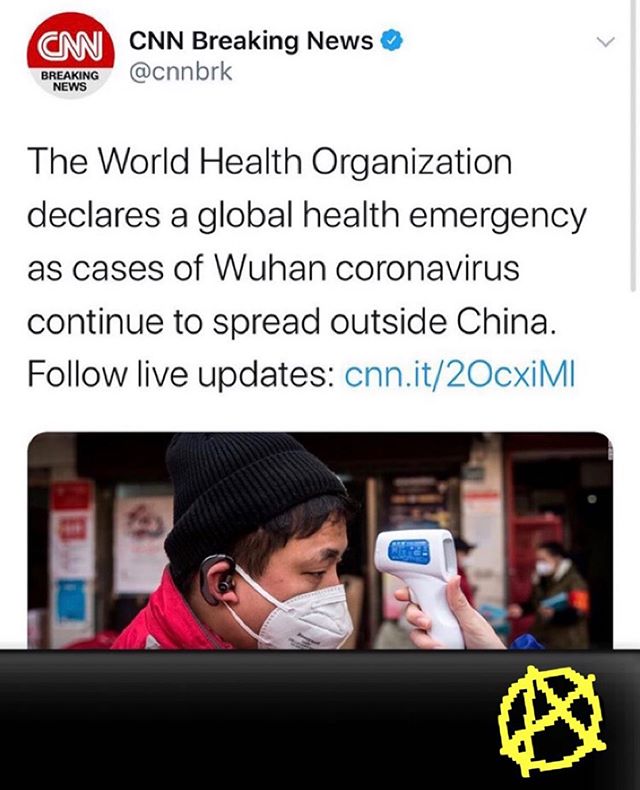 CNN
BREAKING
NEWS
CNN Breaking News
@cnnbrk
The World Health Organization
declares a global health emergency
as cases of Wuhan coronavirus
continue to spread outside China.
Follow live updates: cnn.it/2OcxiMl